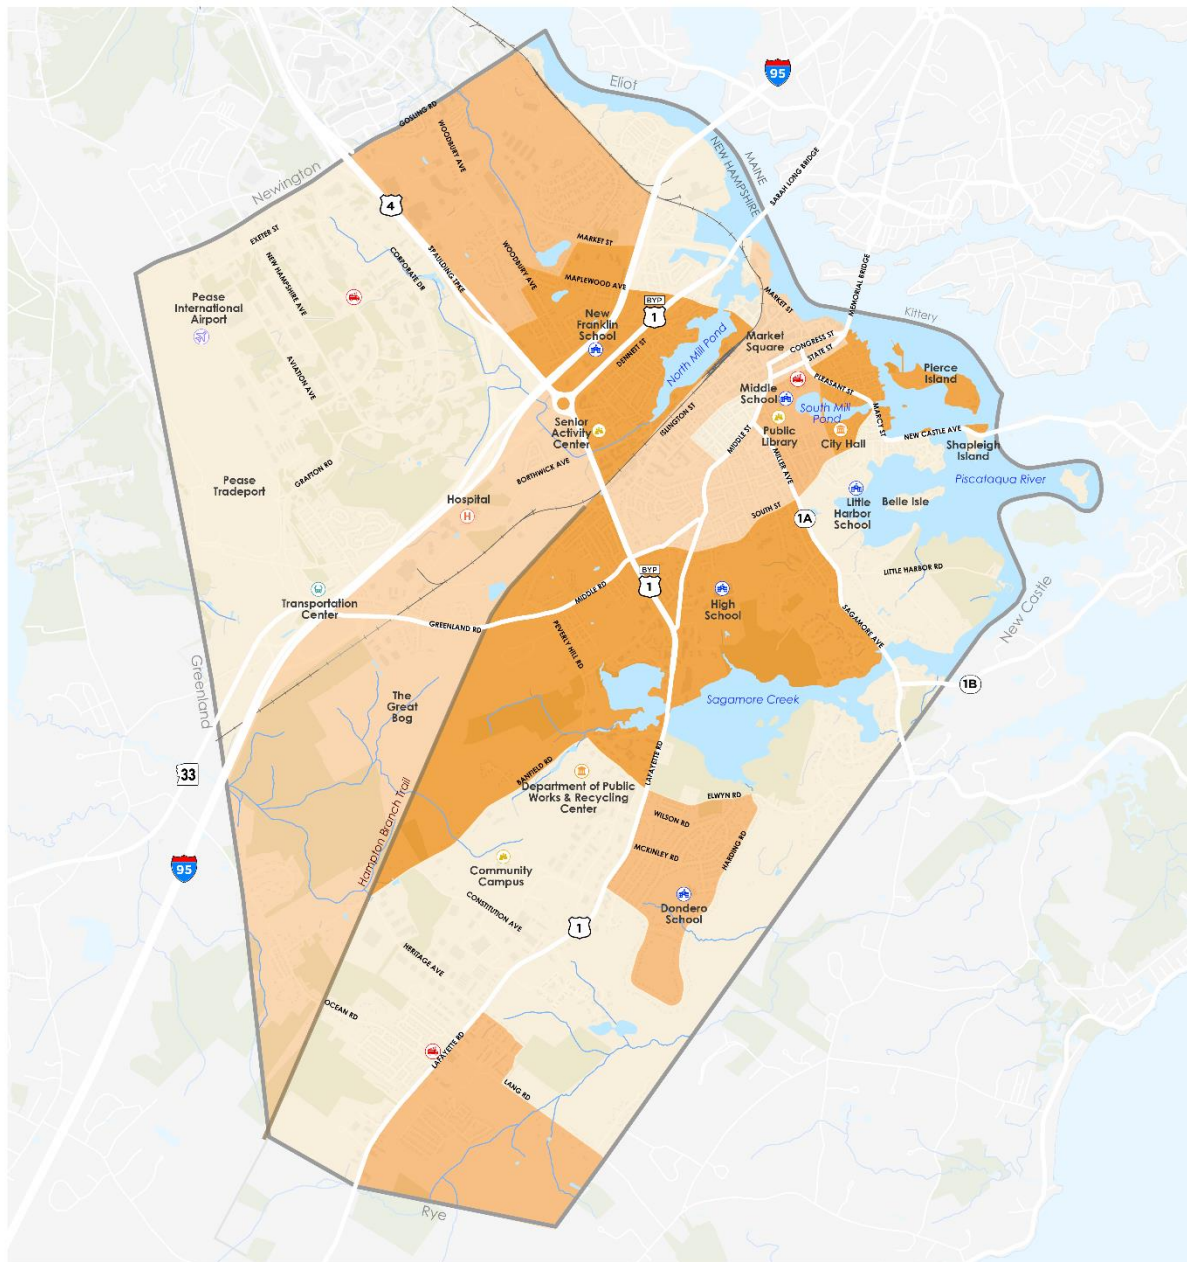 Eliot
95
MAINE
NEW HAMPSHIRE
SARAH LONG BRIDGE
GOSLING RD
WOODBURY AVE
Newington
4
EXETER ST
NEW HAMPSHIRE AVE
CORPORATE DR
SPAULDING TPKE
WOODBURY AVE
MARKET ST
MAPLEWOOD AVE
MEMORIAL BRIDGE
Pease
International
Airport
BYP
1
New
Franklin
School
DENNETT ST
North Mill Pond
MARKET ST
Market
Square
CONGRESS ST
STATE ST
Kittery
AVIATION AVE
Middle
School
PLEASANT ST
Pierce
Island
South Mill
Pond
MARCY ST
Public
Library
City Hall
NEW CASTLE AVE
Shapleigh
Island
Senior
Activity
Center
ISLINGTON ST
MIDDLE ST
MILLER AVE
Piscataqua River
GRAFTON RD
BORTHWICK AVE
Pease
Tradeport
Hospital
H
SOUTH ST
1A
Little
Harbor
School
Belle Isle
LITTLE HARBOR RD
Transportation
Center
MIDDLE RD
BYP
1
High
School
SAGAMORE AVE
New Castle
GREENLAND RD
PEVERLY HILL RD
Greenland
The
Great
Bog
Sagamore Creek
1B
33
LAFAYETTE RD
BANFIELD RD
Department of Public
Works & Recycling
Center
ELWYN RD
WILSON RD
MCKINLEY RD
HARDING RD
Hampton Branch Trail
95
Community
Campus
CONSTITUTION AVE
Dondero
School
1
HERITAGE AVE
OCEAN RD
LAFAYETTE RD
LANG RD
Rye